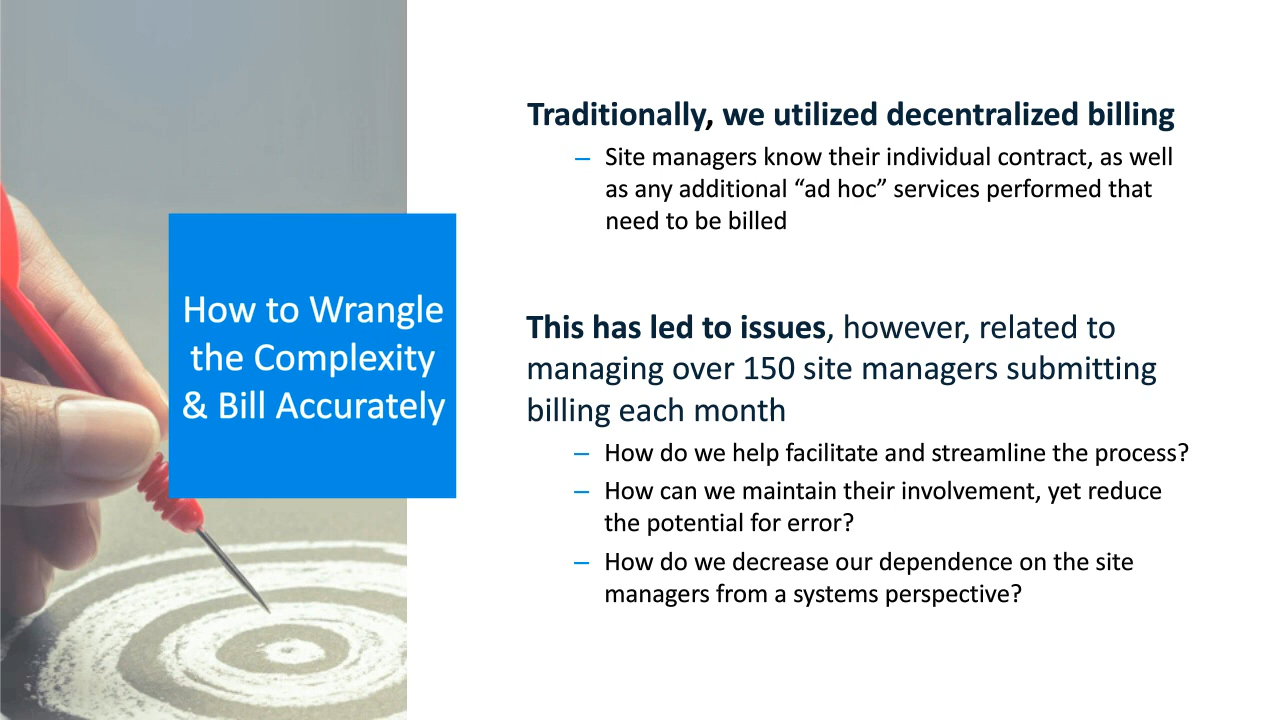 How to Wrangle
the Complexity
& Bill Accurately
Traditionally, we utilized decentralized billing
– Site managers know their individual contract, as well
as any additional “ad hoc” services performed that
need to be billed
This has led to issues, however, related to
managing over 150 site managers submitting
billing each month
– How do we help facilitate and streamline the process?
– How can we maintain their involvement, yet reduce
the potential for error?
– How do we decrease our dependence on the site
managers from a systems perspective?